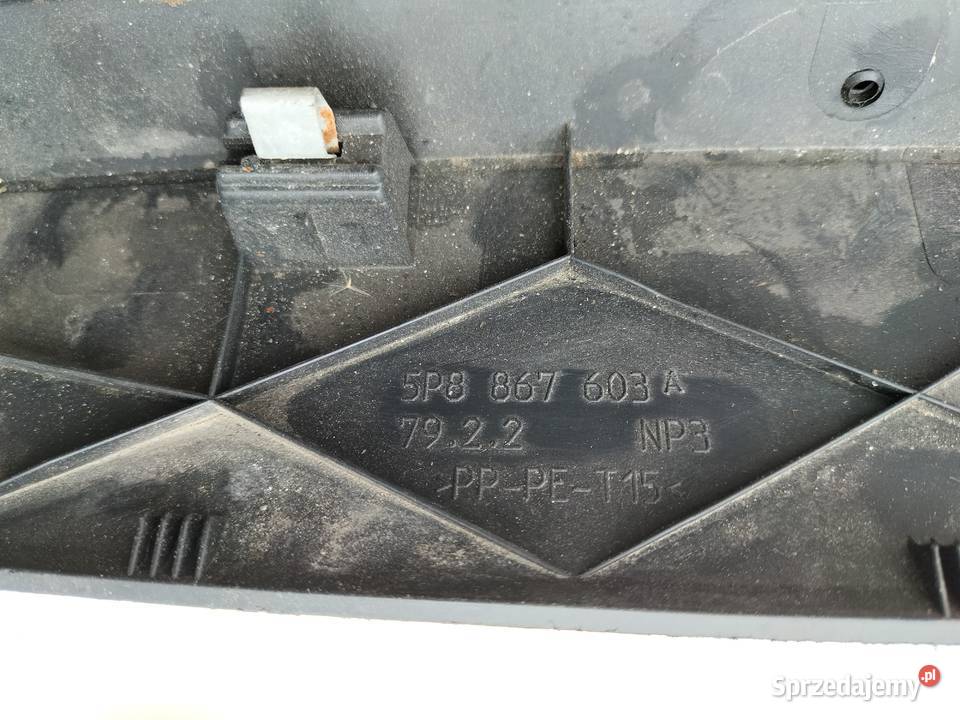 5P8 867 603 A
79.2.2 NP3
>PP-PE-T15<
Sprzedajemy.pl